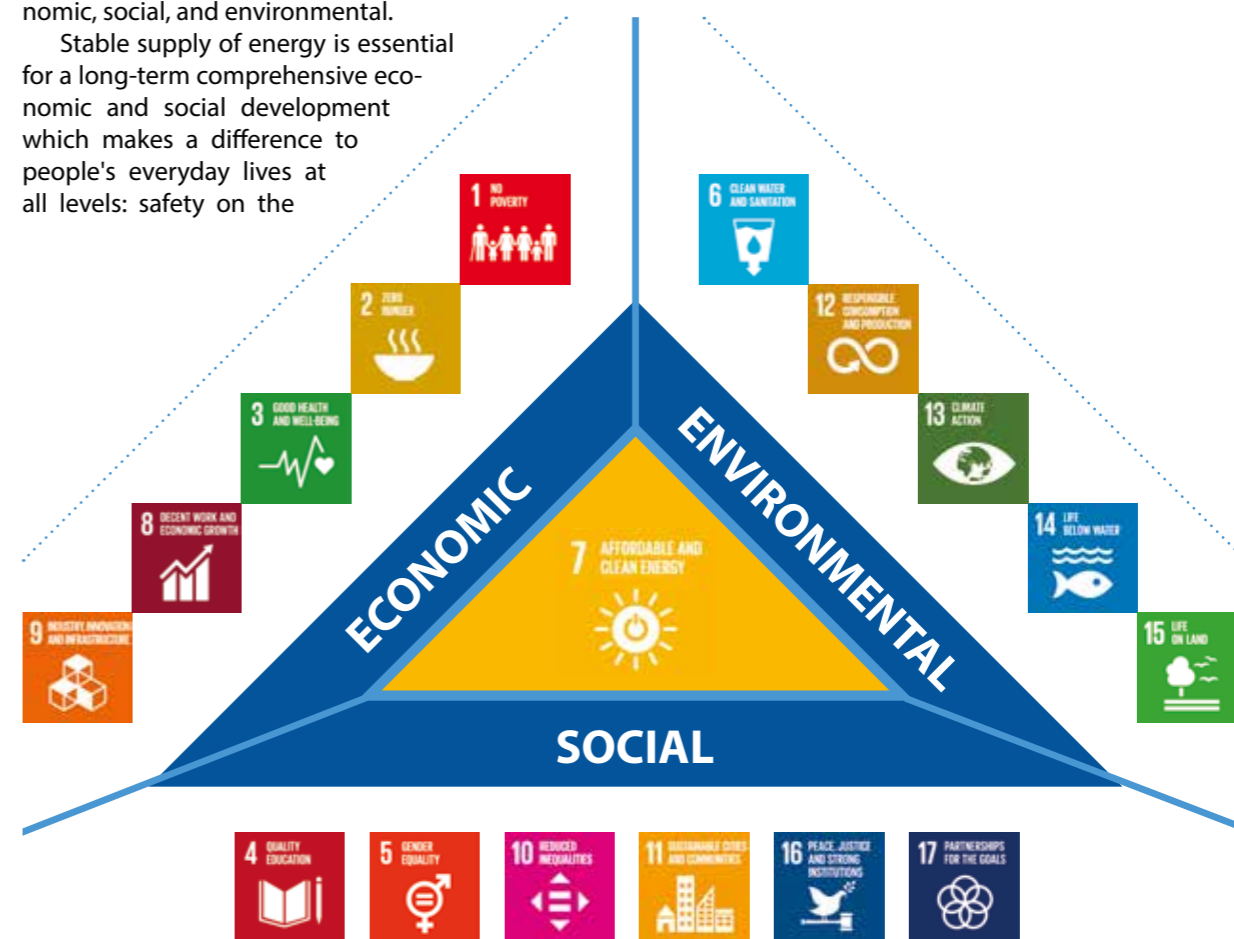 nomic, social, and environmental.
Stable supply of energy is essential
for a long-term comprehensive eco-
nomic and social development
which makes a difference to
people's everyday lives at
all levels: safety on the
1 NO
POVERTY
2 ZERO
HUNGER
3 GOOD HEALTH
AND WELL-BEING
8 DECENT WORK AND
ECONOMIC GROWTH
9 INDUSTRY, INNOVATION
AND INFRASTRUCTURE
6 CLEAN WATER
AND SANITATION
12 RESPONSIBLE
CONSUMPTION
AND PRODUCTION
13 CLIMATE
ACTION
14 LIFE
BELOW WATER
15 LIFE
ON LAND
ECONOMIC
ENVIRONMENTAL
7 AFFORDABLE AND
CLEAN ENERGY
SOCIAL
4 QUALITY
EDUCATION
5 GENDER
EQUALITY
10 REDUCED
INEQUALITIES
11 SUSTAINABLE CITIES
AND COMMUNITIES
16 PEACE, JUSTICE
AND STRONG
INSTITUTIONS
17 PARTNERSHIPS
FOR THE GOALS